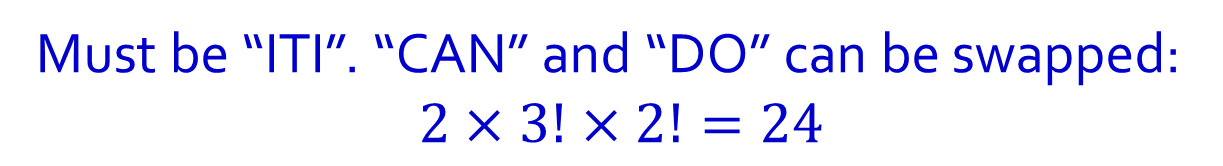 Must be “ITI”. “CAN” and “DO” can be swapped:
2 × 3! × 2! = 24